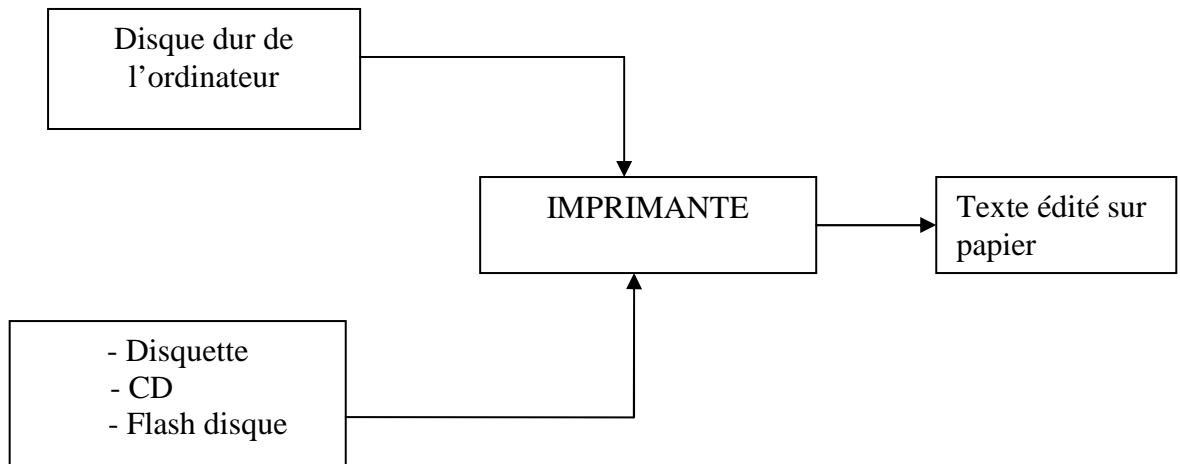 Disque dur de
l’ordinateur
IMPRIMANTE
Texte édité sur
papier
- Disquette
- CD
- Flash disque